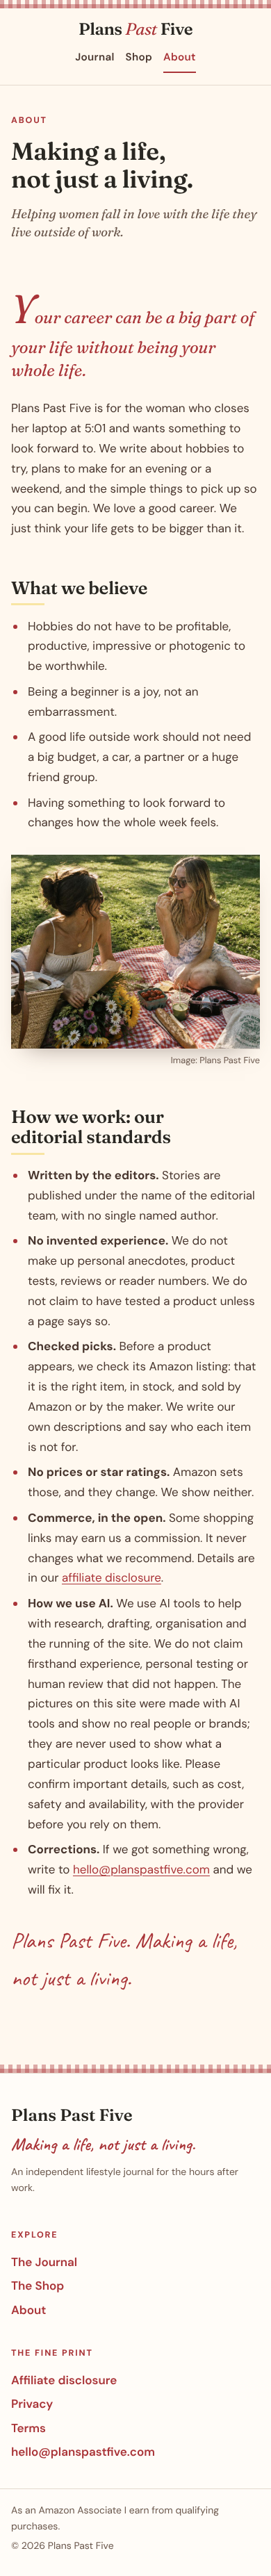 Plans Past Five
Journal Shop About
ABOUT
Making a life,
not just a living.
Helping women fall in love with the life they
live outside of work.
Your career can be a big part of
your life without being your
whole life.
Plans Past Five is for the woman who closes
her laptop at 5:01 and wants something to
look forward to. We write about hobbies to
try, plans to make for an evening or a
weekend, and the simple things to pick up so
you can begin. We love a good career. We
just think your life gets to be bigger than it.
What we believe
Hobbies do not have to be profitable,
productive, impressive or photogenic to
be worthwhile.
Being a beginner is a joy, not an
embarrassment.
A good life outside work should not need
a big budget, a car, a partner or a huge
friend group.
Having something to look forward to
changes how the whole week feels.
Image: Plans Past Five
How we work: our
editorial standards
Written by the editors. Stories are
published under the name of the editorial
team, with no single named author.
No invented experience. We do not
make up personal anecdotes, product
tests, reviews or reader numbers. We do
not claim to have tested a product unless
a page says so.
Checked picks. Before a product
appears, we check its Amazon listing: that
it is the right item, in stock, and sold by
Amazon or by the maker. We write our
own descriptions and say who each item
is not for.
No prices or star ratings. Amazon sets
those, and they change. We show neither.
Commerce, in the open. Some shopping
links may earn us a commission. It never
changes what we recommend. Details are
in our affiliate disclosure.
How we use AI. We use AI tools to help
with research, drafting, organisation and
the running of the site. We do not claim
firsthand experience, personal testing or
human review that did not happen. The
pictures on this site were made with AI
tools and show no real people or brands;
they are never used to show what a
particular product looks like. Please
confirm important details, such as cost,
safety and availability, with the provider
before you rely on them.
Corrections. If we got something wrong,
write to hello@planspastfive.com and we
will fix it.
Plans Past Five. Making a life,
not just a living.
Plans Past Five
Making a life, not just a living.
An independent lifestyle journal for the hours after
work.
EXPLORE
The Journal
The Shop
About
THE FINE PRINT
Affiliate disclosure
Privacy
Terms
hello@planspastfive.com
As an Amazon Associate I earn from qualifying
purchases.
© 2026 Plans Past Five